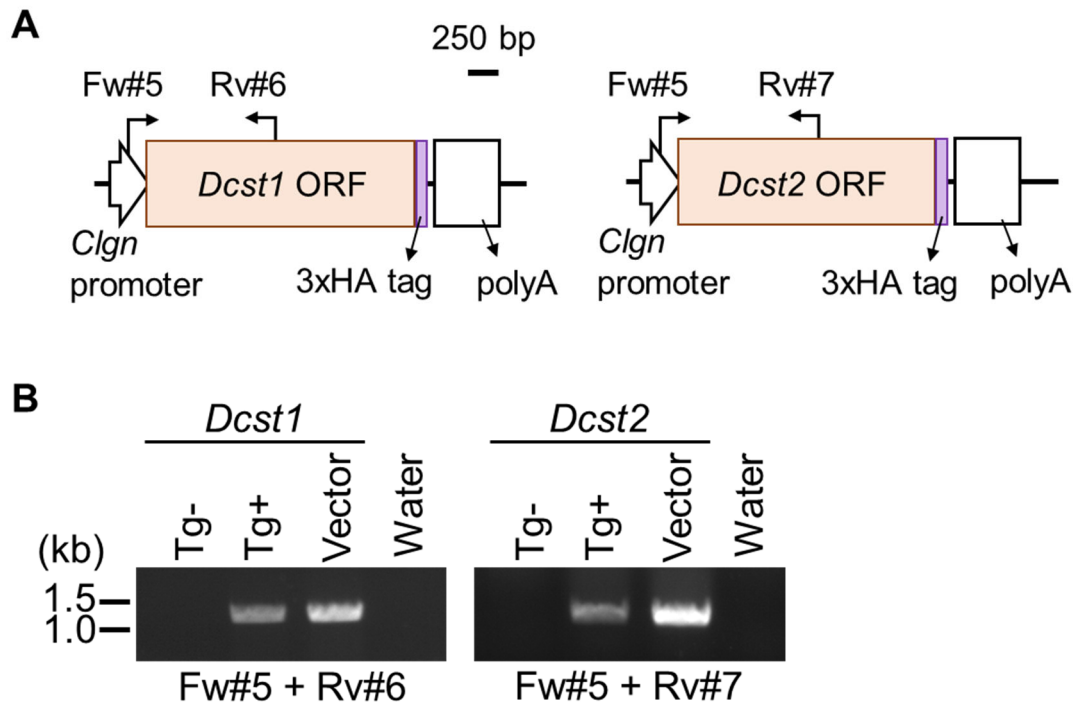 A
250 bp
Fw#5 Rv#6 Fw#5 Rv#7
Dcst1 ORF Dcst2 ORF
Clgn promoter 3xHA tag polyA Clgn promoter 3xHA tag polyA
B
Dcst1 Dcst2
Tg- Tg+ Vector Water Tg- Tg+ Vector Water
(kb)
1.5
1.0
Fw#5 + Rv#6 Fw#5 + Rv#7